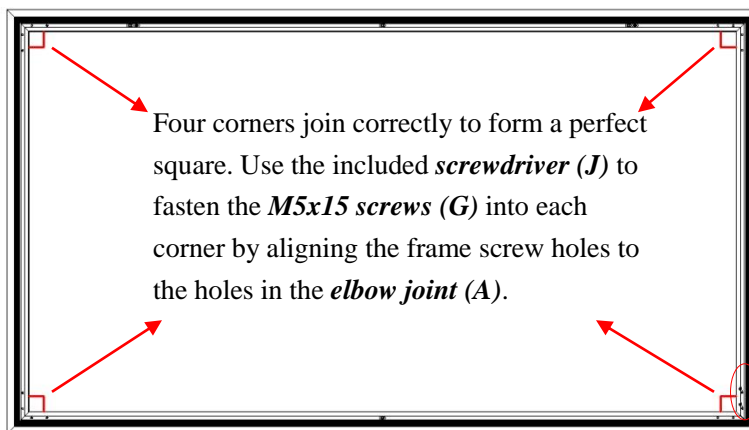 Four corners join correctly to form a perfect
square. Use the included screwdriver (J) to
fasten the M5x15 screws (G) into each
corner by aligning the frame screw holes to
the holes in the elbow joint (A).